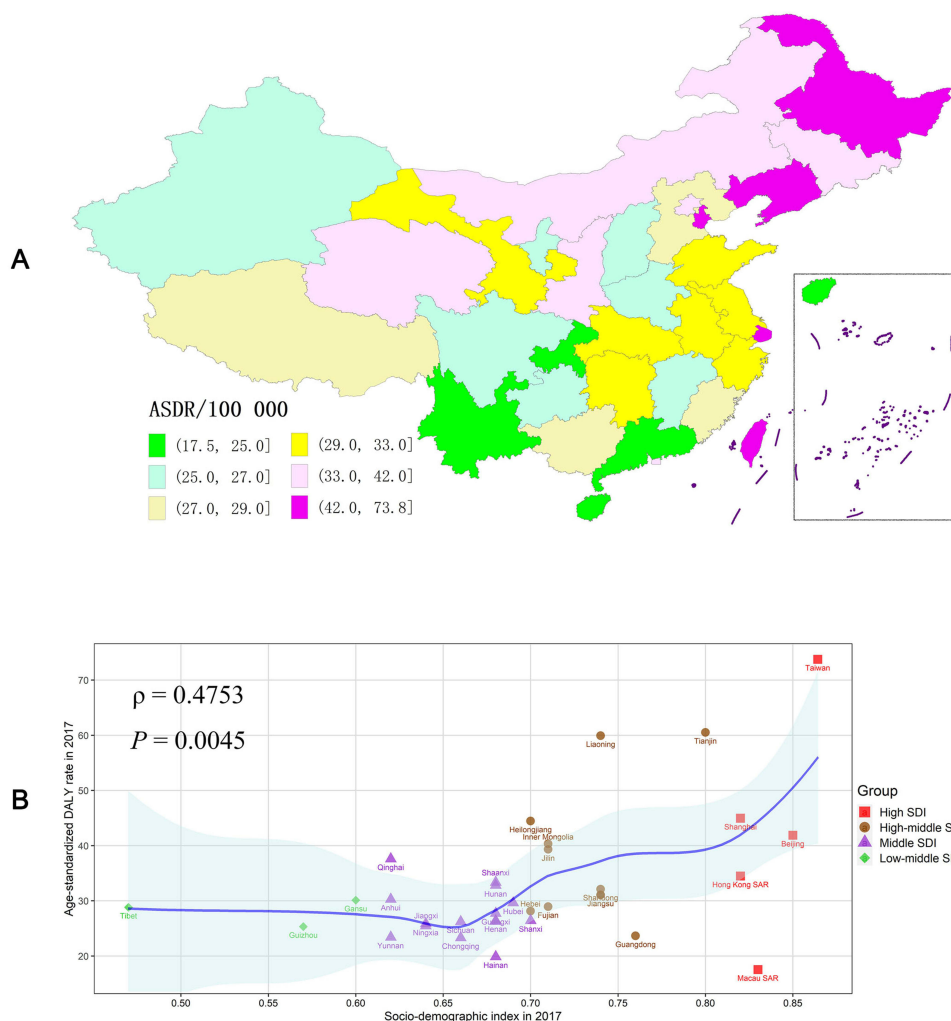 A
ASDR/100 000
(17.5, 25.0]
(29.0, 33.0]
(25.0, 27.0]
(33.0, 42.0]
(27.0, 29.0]
(42.0, 73.8]
B
ρ = 0.4753
P = 0.0045
Age-standardized DALY rate in 2017
70
60
50
40
30
20
Taiwan
Liaoning
Tianjin
Heilongjiang
Inner Mongolia
Jilin
Shanghai
Beijing
Qinghai
Shaanxi
Hunan
Hong Kong SAR
Tibet
Gansu
Anhui
Hebei
Shandong
Jiangsu
Guizhou
Jiangxi
Ningxia
Sichuan
Guangxi
Henan
Hubei
Fujian
Shanxi
Yunnan
Chongqing
Guangdong
Hainan
Macau SAR
0.50
0.55
0.60
0.65
0.70
0.75
0.80
0.85
Socio-demographic index in 2017
Group
High SDI
High-middle S
Middle SDI
Low-middle S